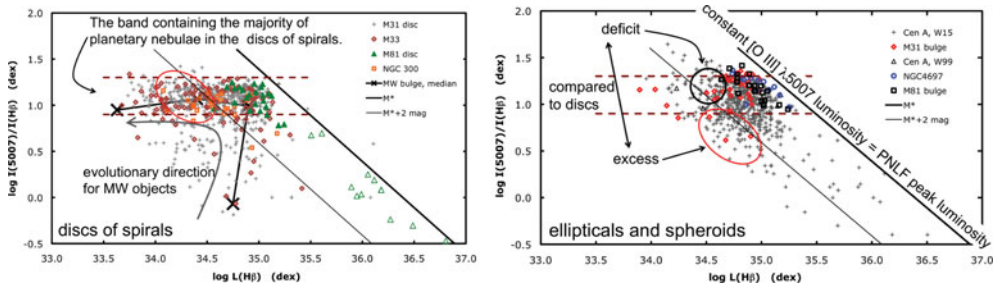 2.0
1.5
1.0
0.5
0.0
-0.5
log I(5007)/I(Hβ) (dex)
The band containing the majority of
planetary nebulae in the discs of spirals.
evolutionary direction
for MW objects
discs of spirals
M31 disc
M33
M81 disc
NGC 300
MW bulge, median
M*
M*+2 mag
33.0 33.5 34.0 34.5 35.0 35.5 36.0 36.5 37.0
log L(Hβ) (dex)
2.0
1.5
1.0
0.5
0.0
-0.5
log I(5007)/I(Hβ) (dex)
deficit
compared
to discs
excess
ellipticals and spheroids
constant [O III] λ5007 luminosity = PNLF peak luminosity
Cen A, W15
M31 bulge
Cen A, W99
NGC4697
M81 bulge
M*
M*+2 mag
33.0 33.5 34.0 34.5 35.0 35.5 36.0 36.5 37.0
log L(Hβ) (dex)